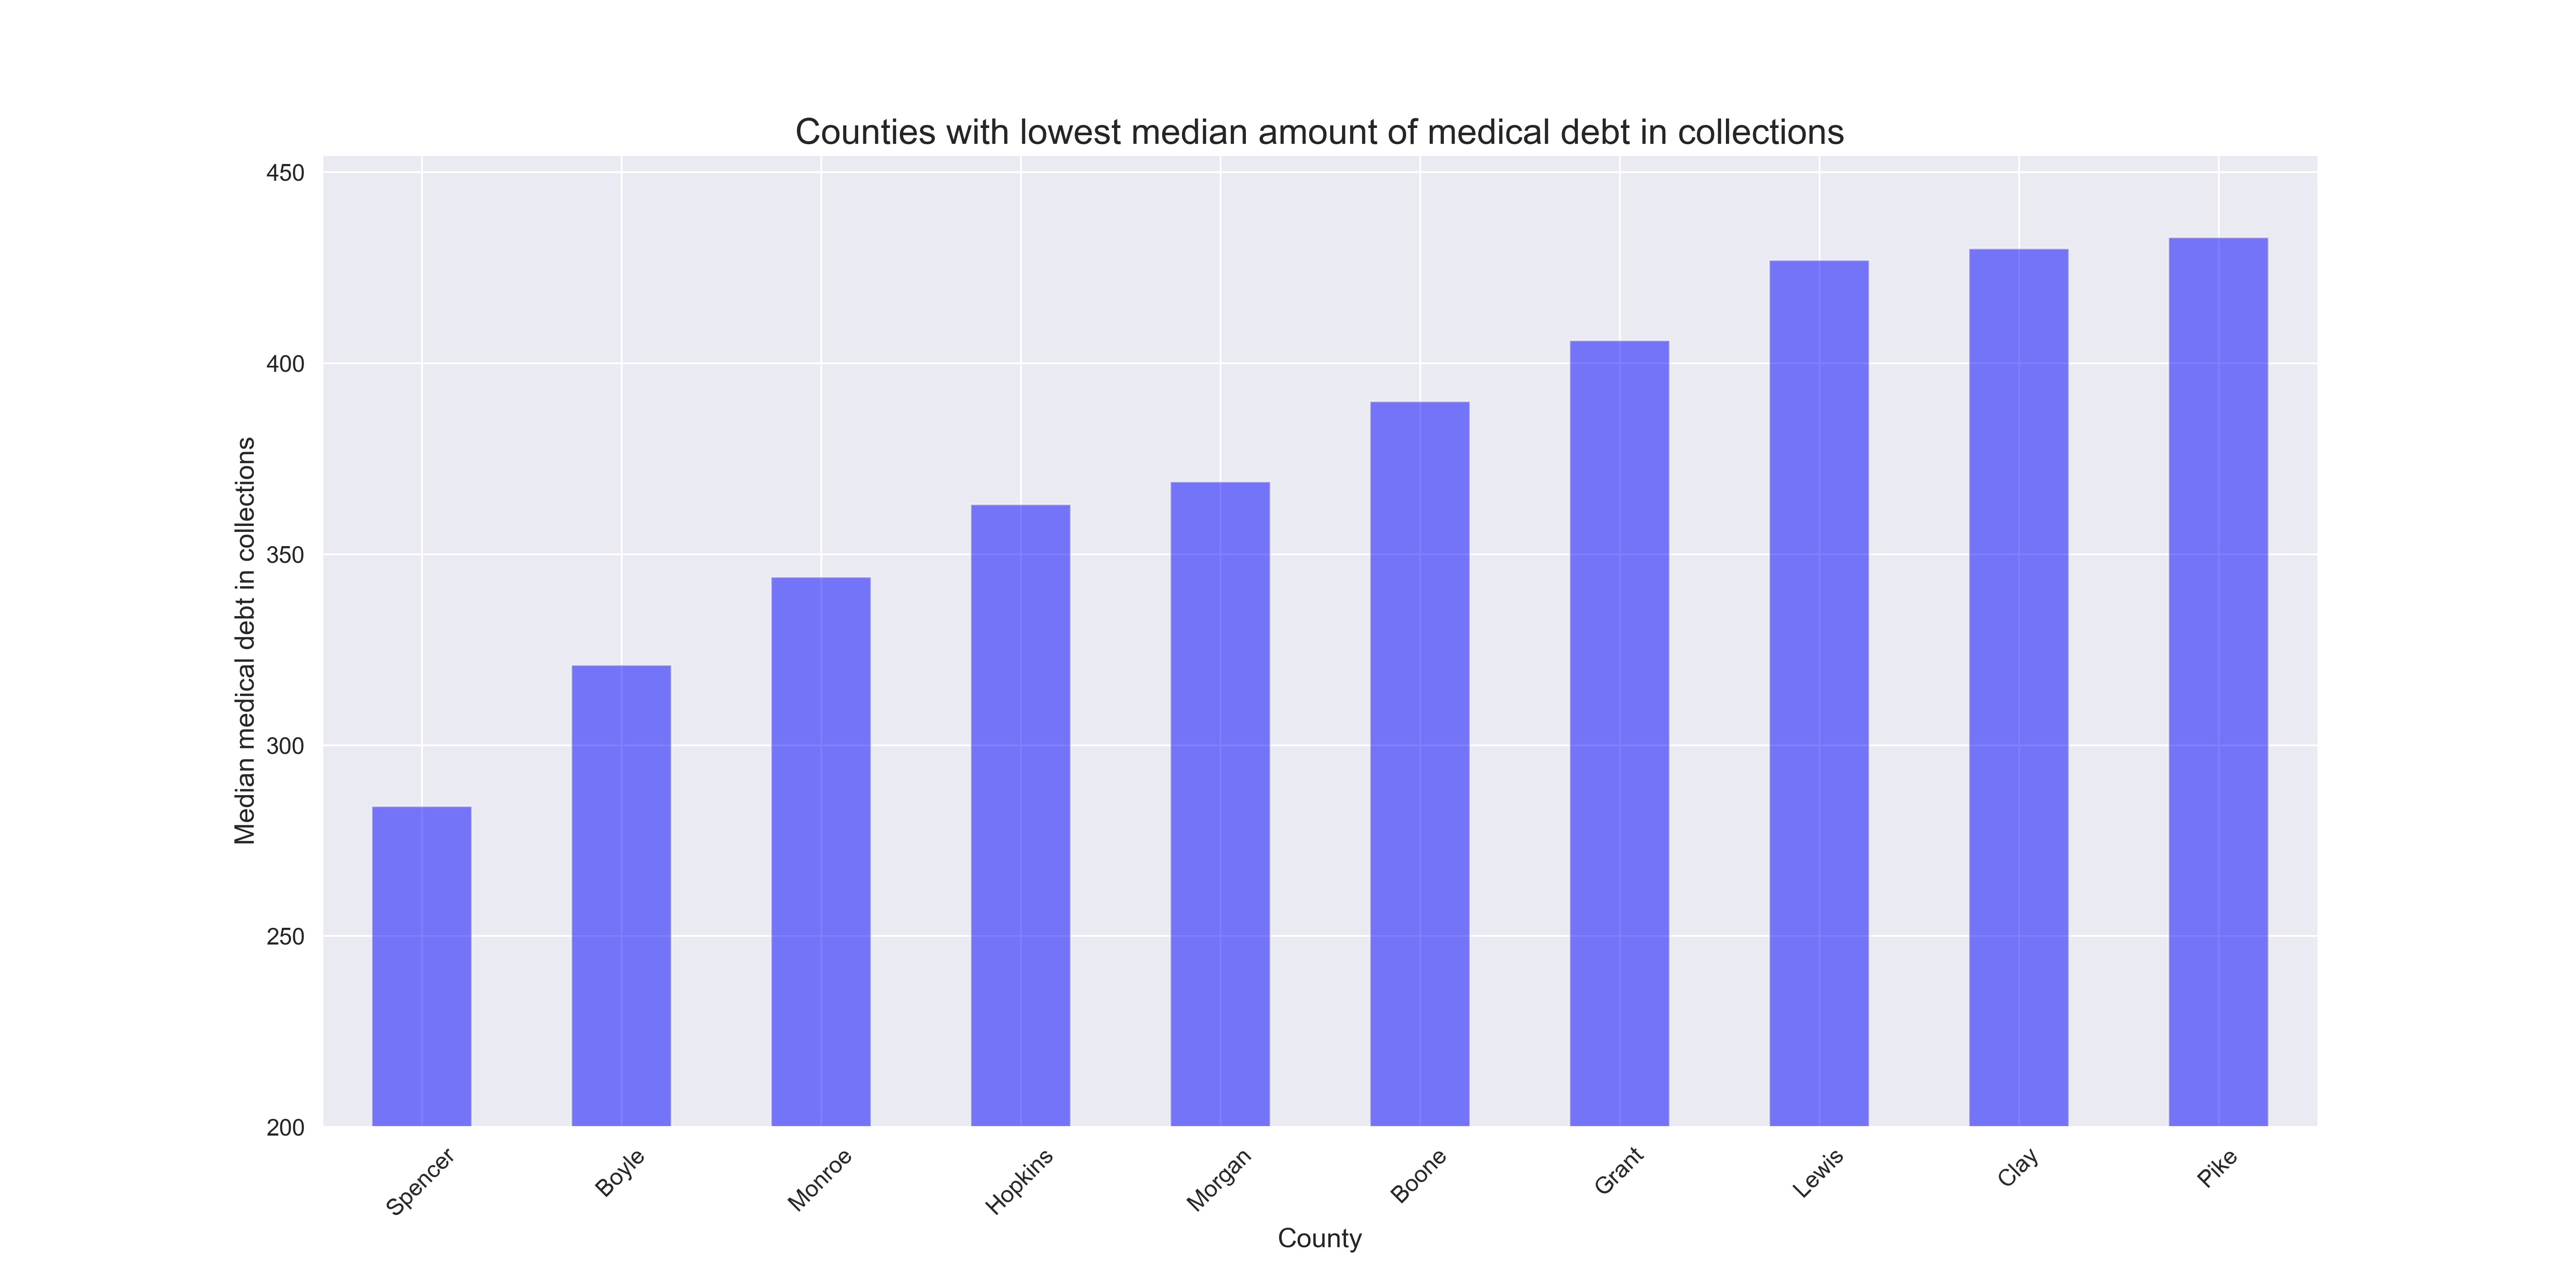 Counties with lowest median amount of medical debt in collections
450
400
350
300
250
200
Median medical debt in collections
Spencer
Boyle
Monroe
Hopkins
Morgan
Boone
Grant
Lewis
Clay
Pike
County